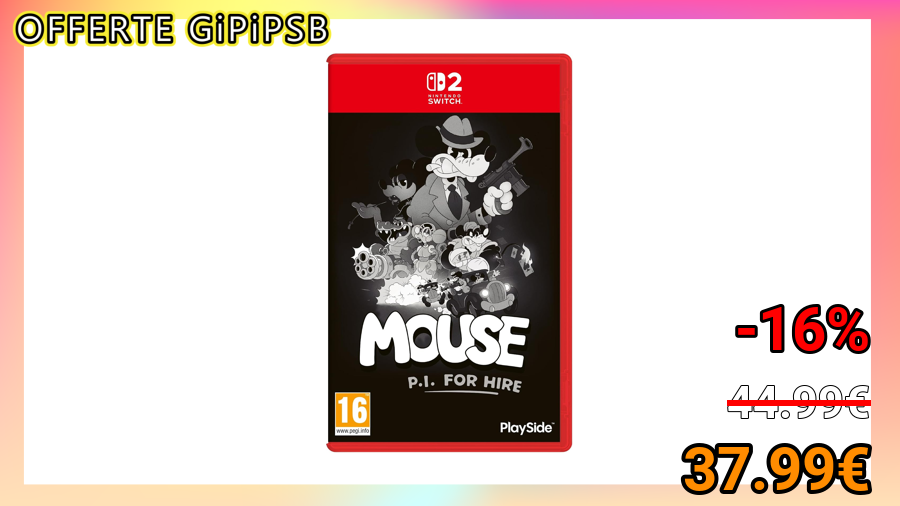 OFFERTE GiPiPSB
2
NINTENDO
SWITCH
MOUSE
P.I. FOR HIRE
16
www.pegi.info
PlaySide
-16%
44.99€
37.99€